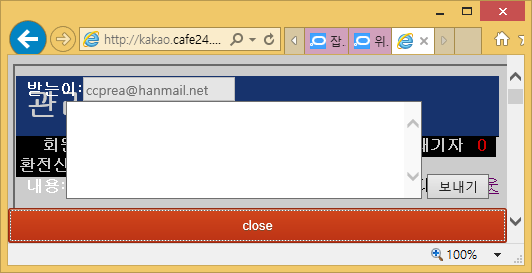 http://kakao.cafe24....
잡.
위.
받는이:
ccprea@hanmail.net
회원
내기자 0
환전신
내용:
보내기
close
100%